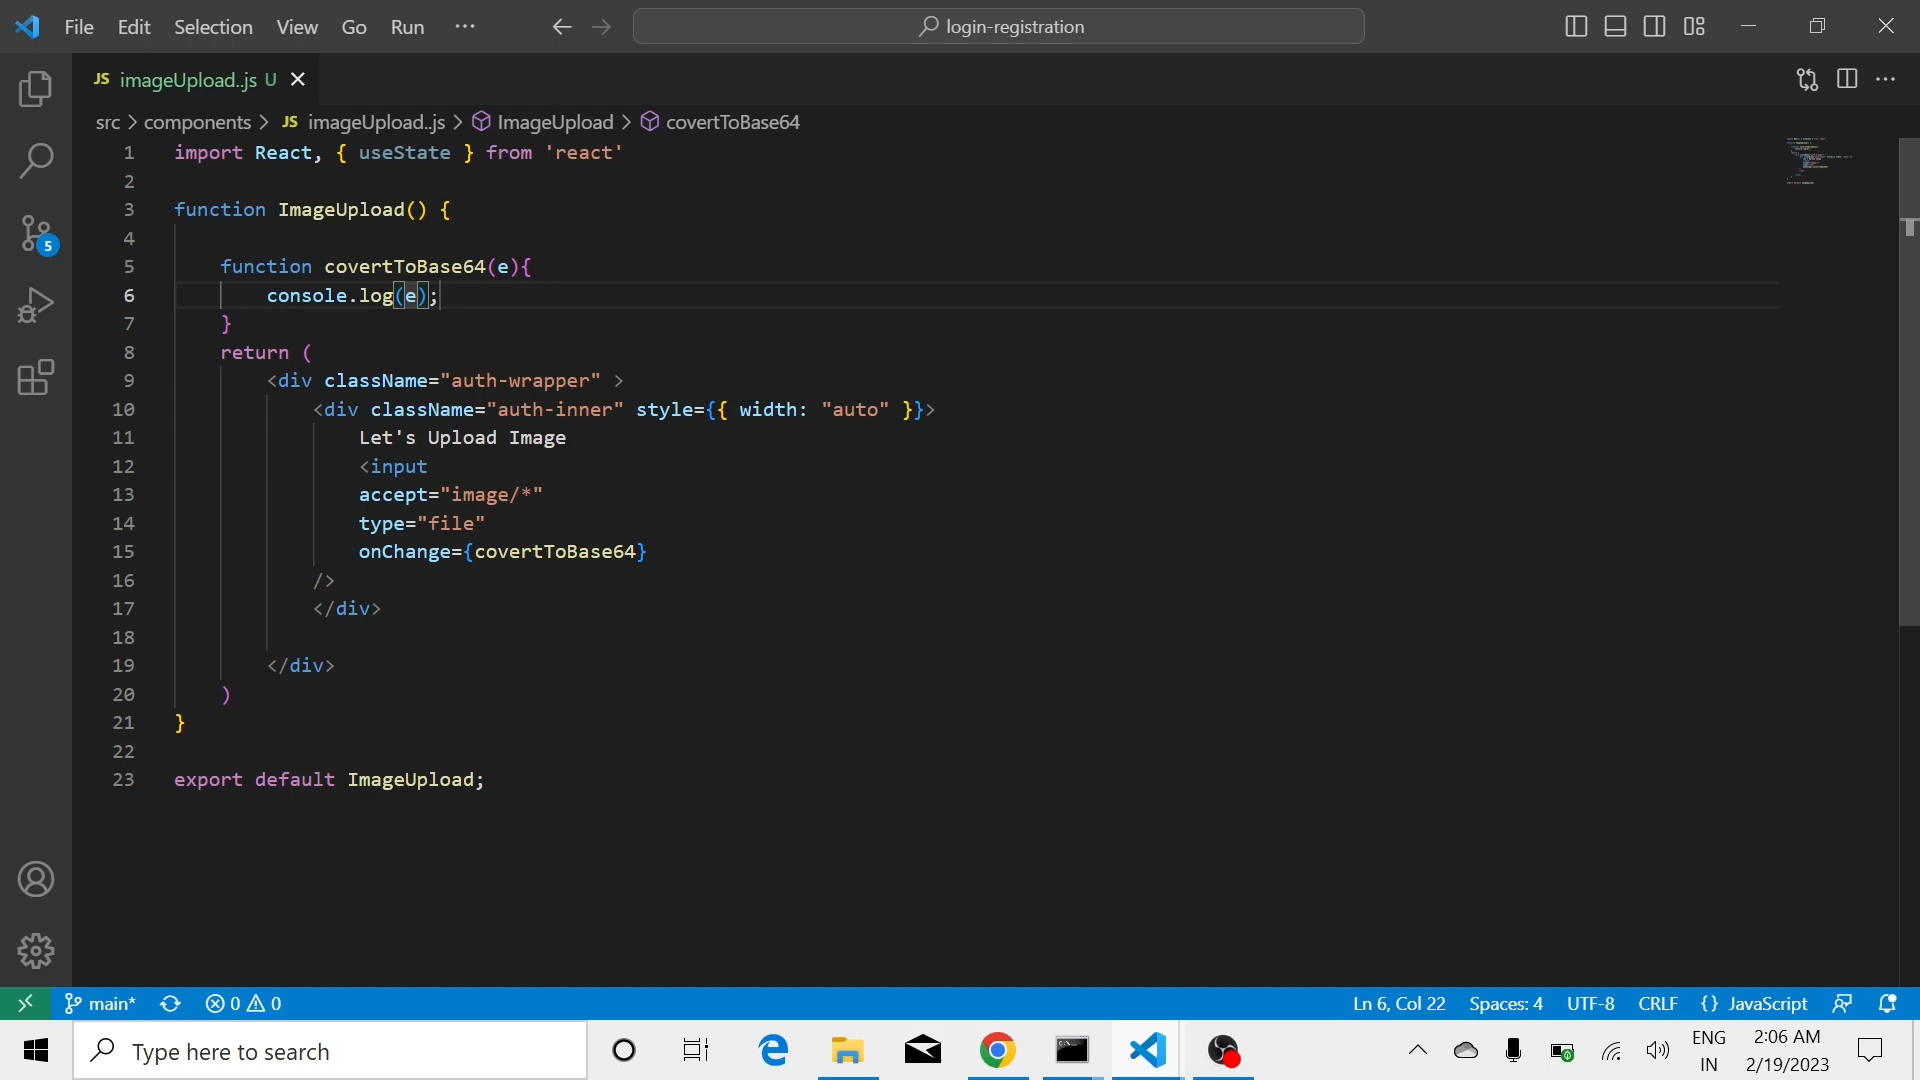 File Edit Selection View Go Run ··· login-registration
JS imageUpload..js U
src > components > JS imageUpload..js > ImageUpload > covertToBase64
1 import React, { useState } from 'react'
2
3 function ImageUpload() {
4
5 function covertToBase64(e){
6 console.log(e);
7 }
8 return (
9 <div className="auth-wrapper" >
10 <div className="auth-inner" style={{ width: "auto" }}>
11 Let's Upload Image
12 <input
13 accept="image/*"
14 type="file"
15 onChange={covertToBase64}
16 />
17 </div>
18
19 </div>
20 )
21 }
22
23 export default ImageUpload;
5
main* 0 0 Ln 6, Col 22 Spaces: 4 UTF-8 CRLF {} JavaScript
Type here to search
ENG
IN
2:06 AM
2/19/2023